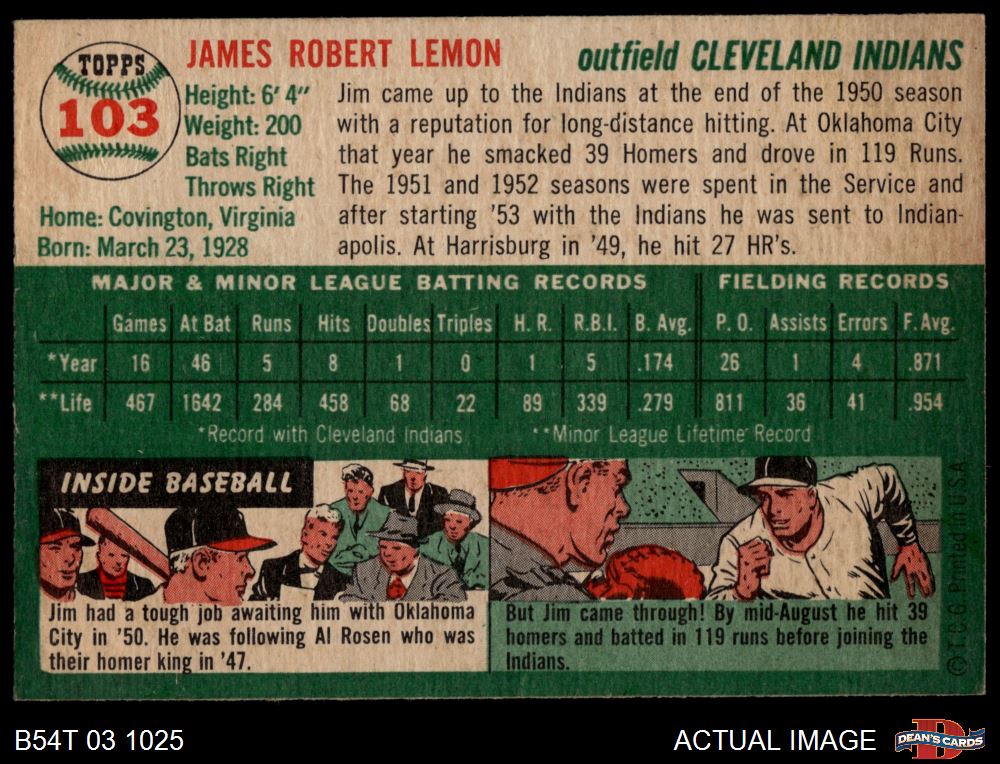 TOPPS
103
JAMES ROBERT LEMON
outfield CLEVELAND INDIANS
Height: 6' 4"
Weight: 200
Bats Right
Throws Right
Home: Covington, Virginia
Born: March 23, 1928
Jim came up to the Indians at the end of the 1950 season
with a reputation for long-distance hitting. At Oklahoma City
that year he smacked 39 Homers and drove in 119 Runs.
The 1951 and 1952 seasons were spent in the Service and
after starting '53 with the Indians he was sent to Indian-
apolis. At Harrisburg in '49, he hit 27 HR's.
MAJOR & MINOR LEAGUE BATTING RECORDS FIELDING RECORDS
Games At Bat Runs Hits Doubles Triples H. R. R.B.I. B. Avg. P. O. Assists Errors F. Avg.
*Year 16 46 5 8 1 0 1 5 .174 26 1 4 .871
**Life 467 1642 284 458 68 22 89 339 .279 811 36 41 .954
*Record with Cleveland Indians **Minor League Lifetime Record
INSIDE BASEBALL
Jim had a tough job awaiting him with Oklahoma
City in '50. He was following Al Rosen who was
their homer king in '47.
But Jim came through! By mid-August he hit 39
homers and batted in 119 runs before joining the
Indians.
© T.C.G. Printed in U.S.A.
B54T 03 1025
ACTUAL IMAGE
DEAN'S CARDS